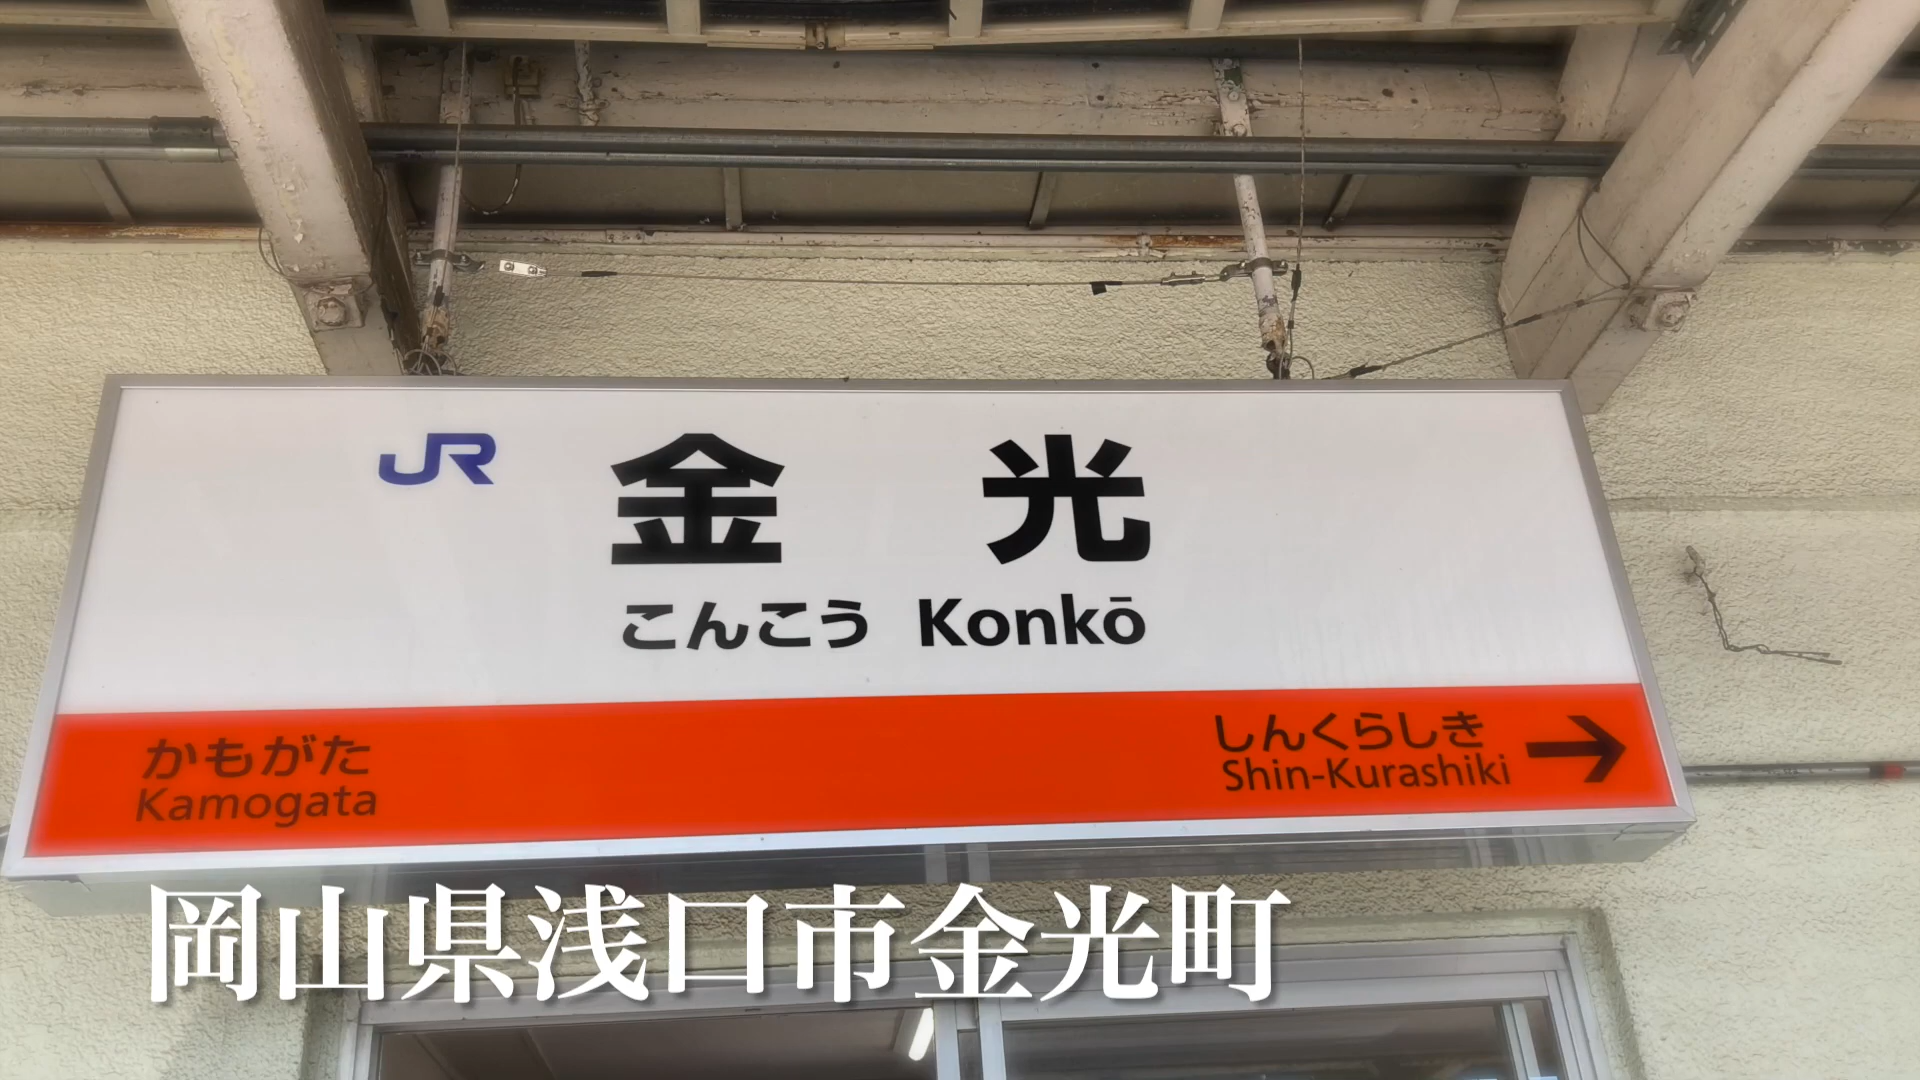 JR 金光
こんこう Konkō
かもがた
Kamogata
しんくらしき →
Shin-Kurashiki
岡山県浅口市金光町